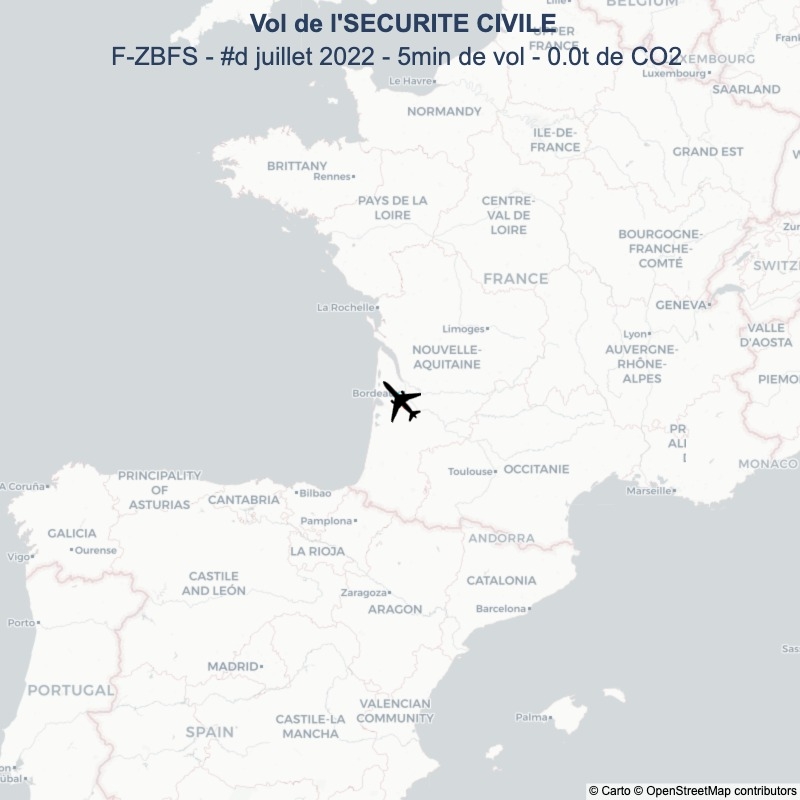 Vol de l'SECURITE CIVILE
F-ZBFS - #d juillet 2022 - 5min de vol - 0.0t de CO2
BELGIUM
Lille
UPPER
FRANCE
LUXEMBOURG
Luxembourg
Le Havre
SAARLAND
NORMANDY
ILE-DE-
FRANCE
GRAND EST
BRITTANY
Rennes
PAYS DE LA
LOIRE
CENTRE-
VAL DE
LOIRE
BOURGOGNE-
FRANCHE-
COMTÉ
SWITZ
FRANCE
La Rochelle
GENEVA
Limoges
Lyon
VALLE
D'AOSTA
NOUVELLE-
AQUITAINE
AUVERGNE-
RHÔNE-
ALPES
PIEMO
Bordea
PR
ALI
MONACO
Toulouse
OCCITANIE
Marseille
A Coruña
PRINCIPALITY
OF
ASTURIAS
CANTABRIA
Bilbao
Pamplona
GALICIA
Ourense
Vigo
ANDORRA
LA RIOJA
CASTILE
AND LEÓN
CATALONIA
Zaragoza
ARAGON
Barcelona
Porto
MADRID
Sas
PORTUGAL
VALENCIAN
COMMUNITY
CASTILE-LA
MANCHA
Palma
SPAIN
© Carto © OpenStreetMap contributors